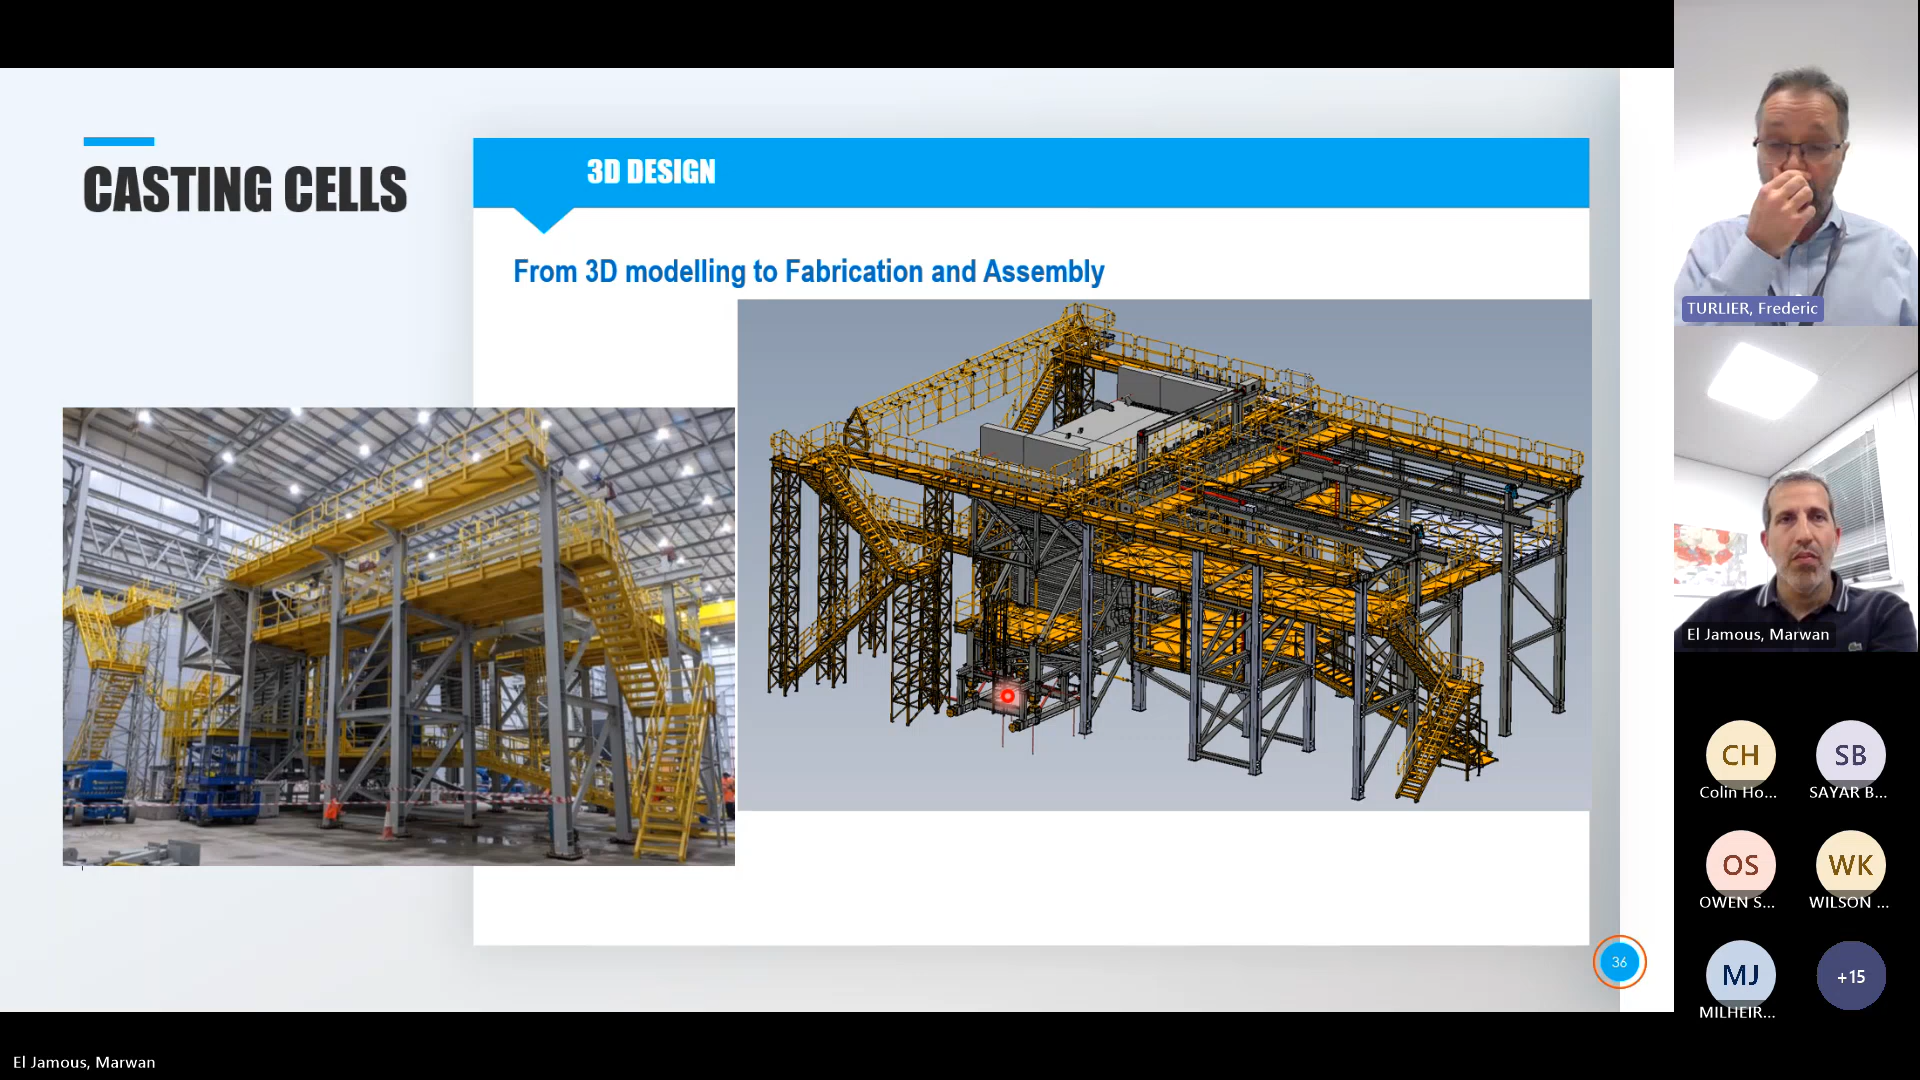 CASTING CELLS
3D DESIGN
From 3D modelling to Fabrication and Assembly
36
TURLIER, Frederic
El Jamous, Marwan
CH
Colin Ho...
SB
SAYAR B...
OS
OWEN S...
WK
WILSON ...
MJ
MILHEIR...
+15
El Jamous, Marwan